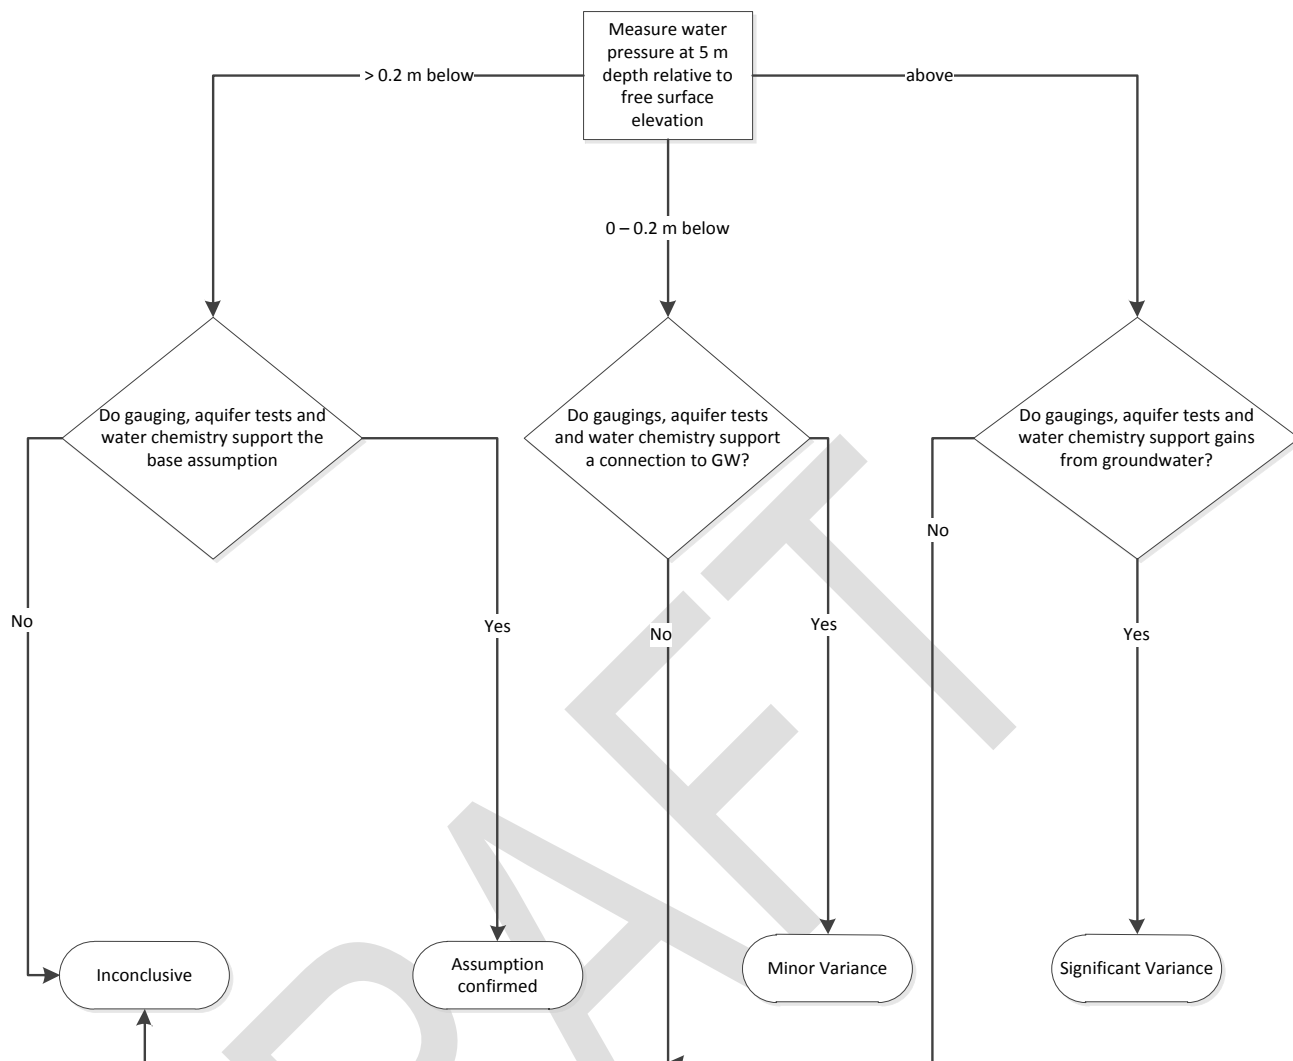 Measure water
pressure at 5 m
depth relative to
free surface
elevation
> 0.2 m below
above
0 – 0.2 m below
Do gauging, aquifer tests and
water chemistry support the
base assumption
Do gaugings, aquifer tests
and water chemistry support
a connection to GW?
Do gaugings, aquifer tests and
water chemistry support gains
from groundwater?
No
No
Yes
No
Yes
Yes
Inconclusive
Assumption
confirmed
Minor Variance
Significant Variance
DRAFT